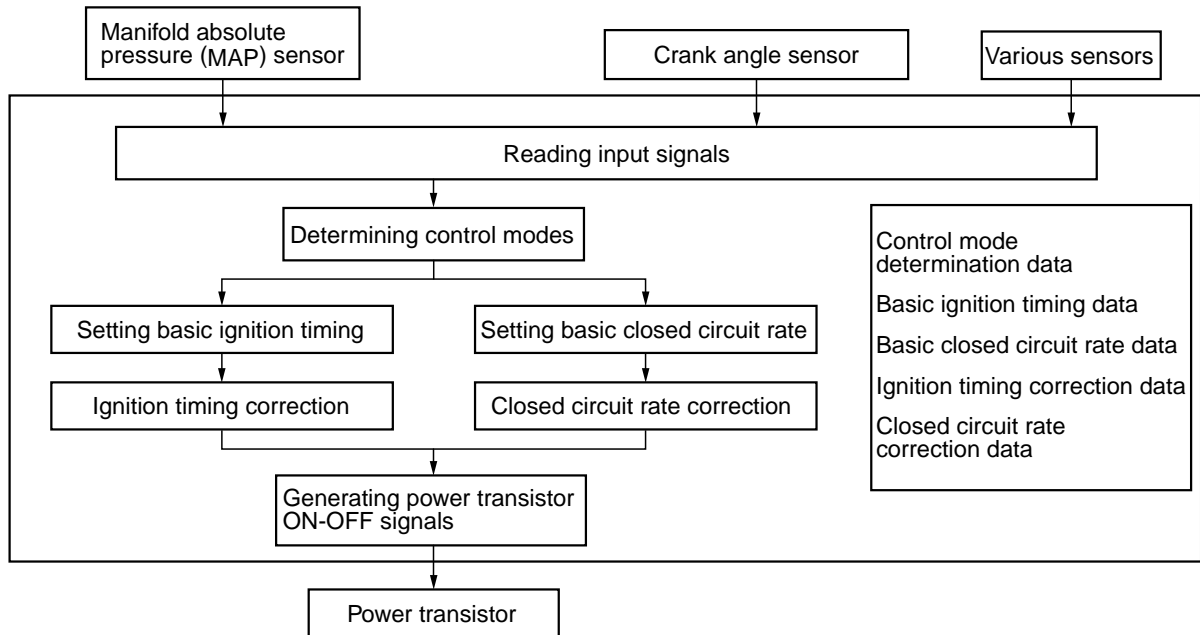 Manifold absolute
pressure (MAP) sensor
Crank angle sensor
Various sensors
Reading input signals
Determining control modes
Setting basic ignition timing
Setting basic closed circuit rate
Ignition timing correction
Closed circuit rate correction
Generating power transistor
ON-OFF signals
Power transistor
Control mode
determination data
Basic ignition timing data
Basic closed circuit rate data
Ignition timing correction data
Closed circuit rate
correction data